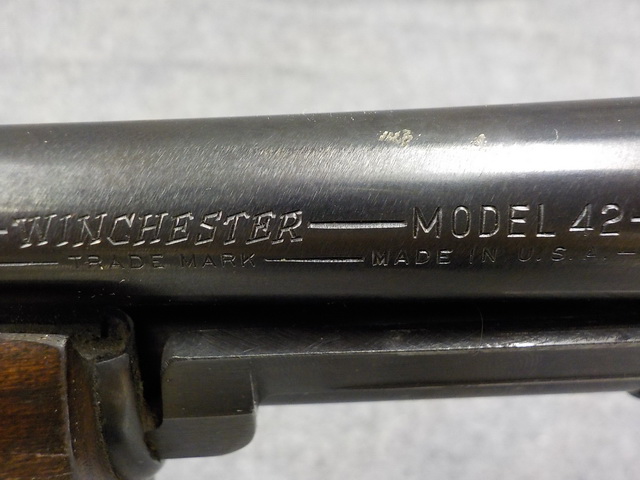 -WINCHESTER—MODEL 42-
—TRADE MARK—MADE IN U.S.A.—